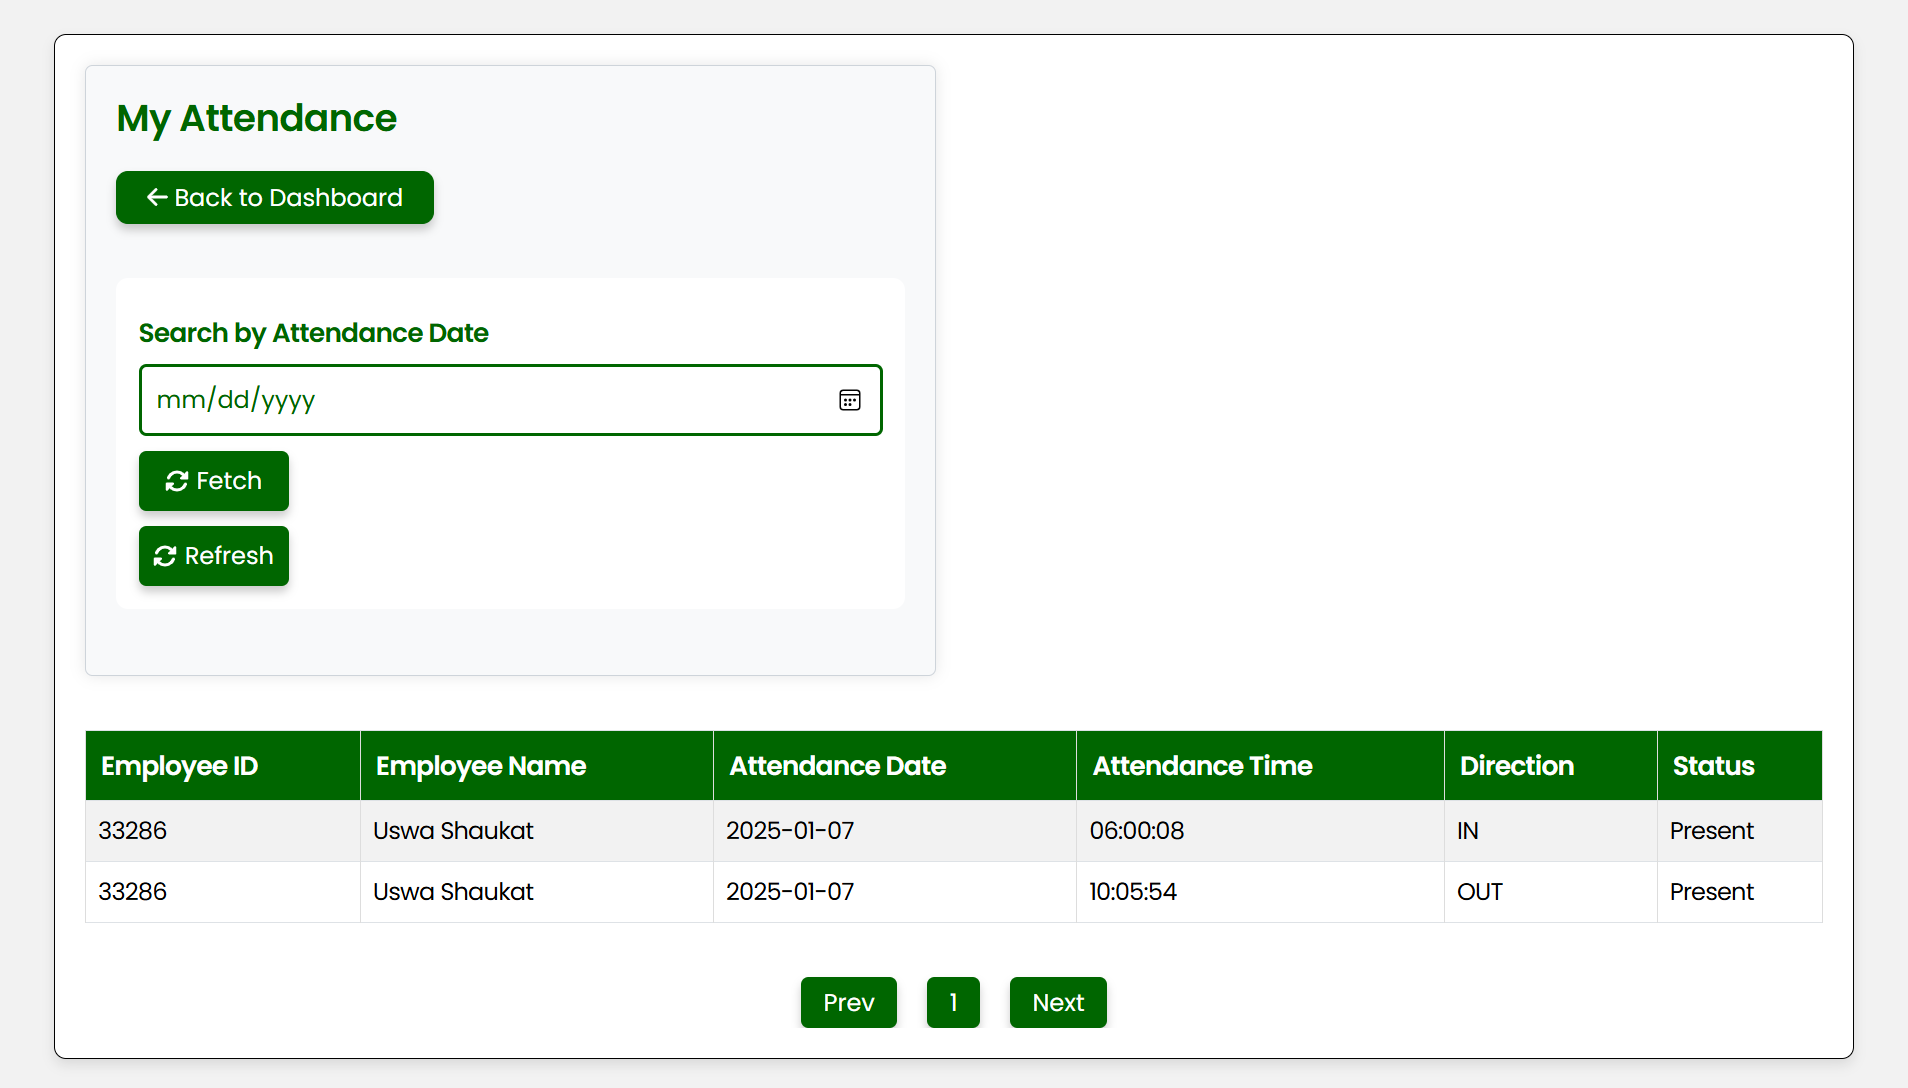 My Attendance
Back to Dashboard
Search by Attendance Date
mm/dd/yyyy
Fetch
Refresh
Employee ID Employee Name Attendance Date Attendance Time Direction Status
33286 Uswa Shaukat 2025-01-07 06:00:08 IN Present
33286 Uswa Shaukat 2025-01-07 10:05:54 OUT Present
Prev 1 Next